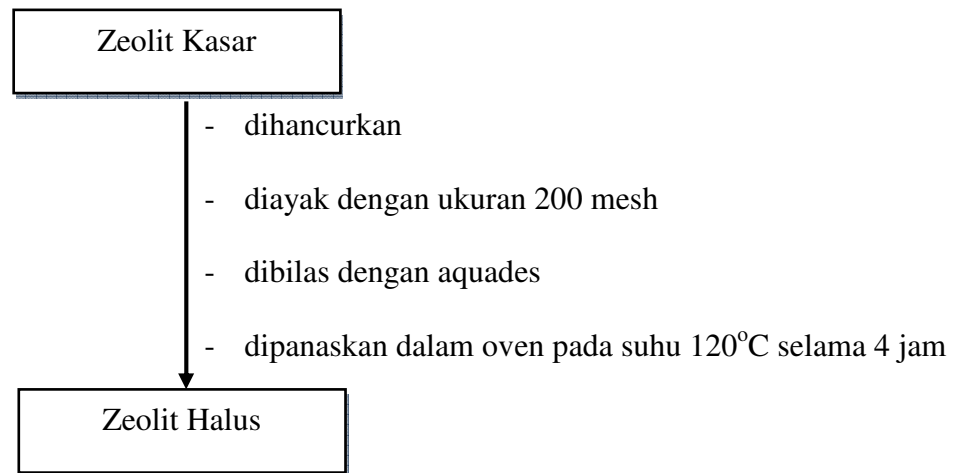 Zeolit Kasar
- dihancurkan
- diayak dengan ukuran 200 mesh
- dibilas dengan aquades
- dipanaskan dalam oven pada suhu 120°C selama 4 jam
Zeolit Halus